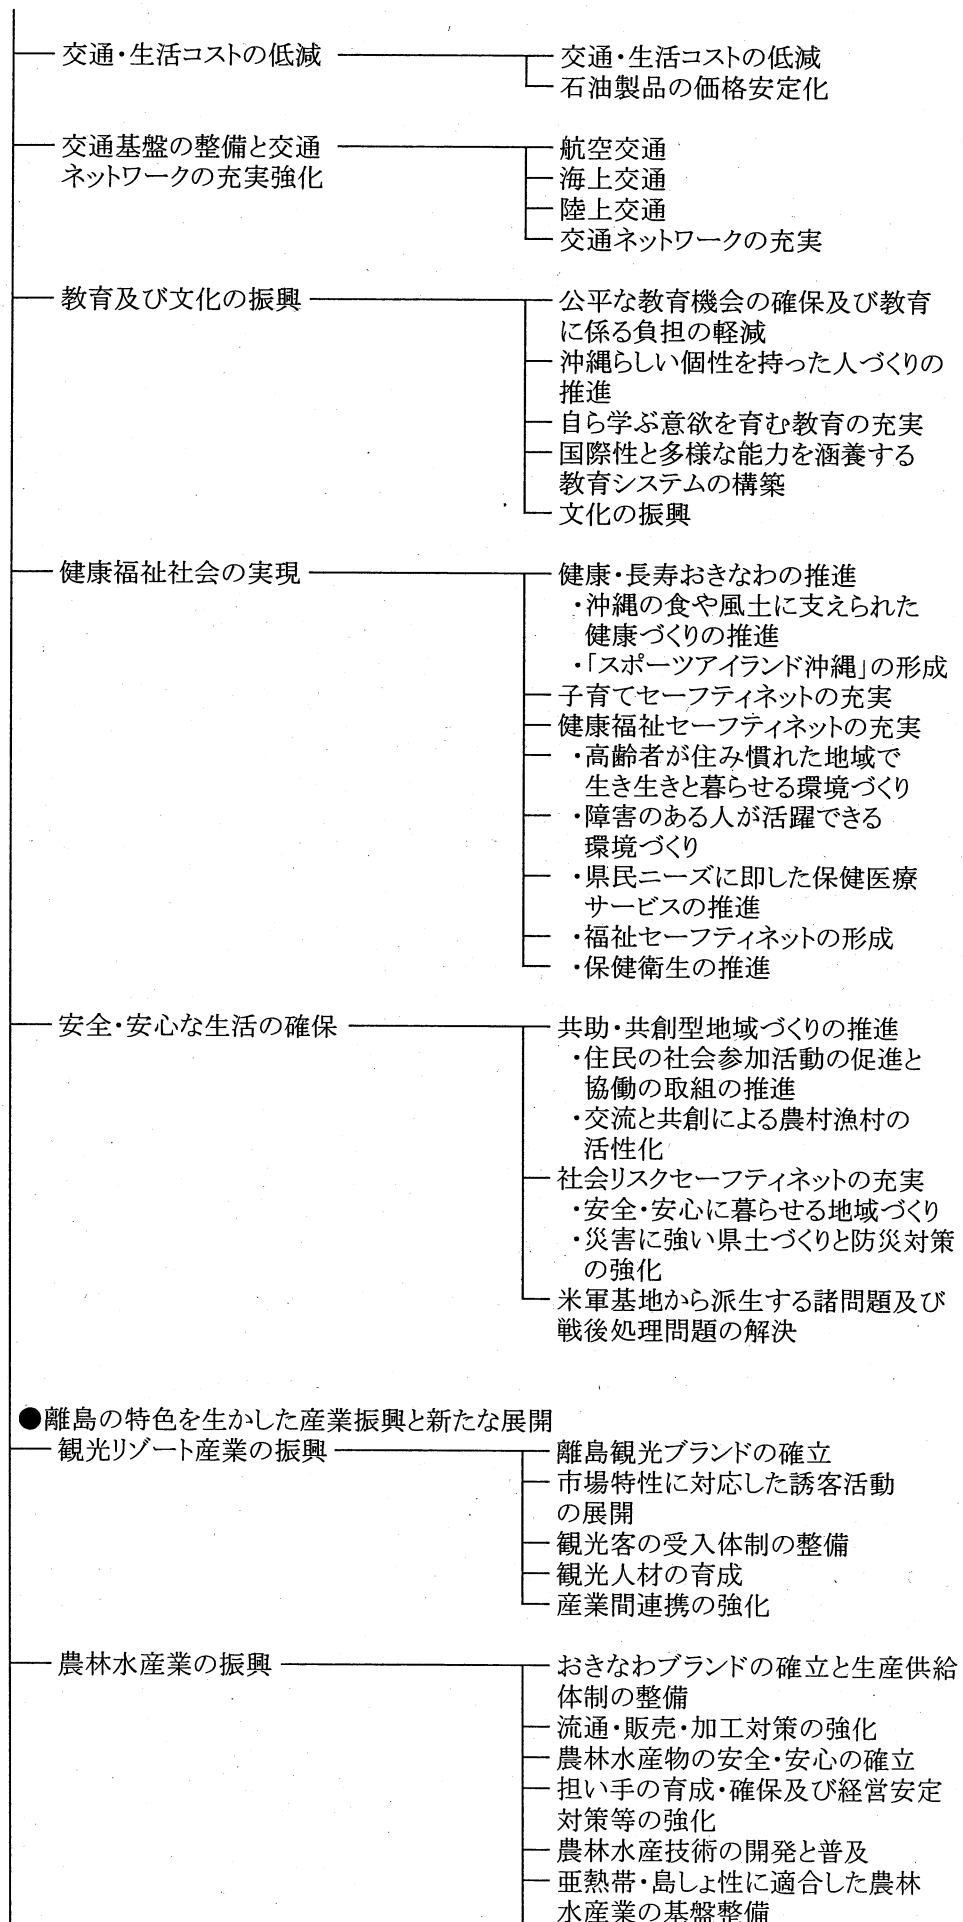 交通・生活コストの低減
交通・生活コストの低減
石油製品の価格安定化
交通基盤の整備と交通
ネットワークの充実強化
航空交通
海上交通
陸上交通
交通ネットワークの充実
教育及び文化の振興
公平な教育機会の確保及び教育
に係る負担の軽減
沖縄らしい個性を持った人づくりの
推進
自ら学ぶ意欲を育む教育の充実
国際性と多様な能力を涵養する
教育システムの構築
文化の振興
健康福祉社会の実現
健康・長寿おきなわの推進
・沖縄の食や風土に支えられた
健康づくりの推進
・「スポーツアイランド沖縄」の形成
子育てセーフティネットの充実
健康福祉セーフティネットの充実
・高齢者が住み慣れた地域で
生き生きと暮らせる環境づくり
・障害のある人が活躍できる
環境づくり
・県民ニーズに即した保健医療
サービスの推進
・福祉セーフティネットの形成
・保健衛生の推進
安全・安心な生活の確保
共助・共創型地域づくりの推進
・住民の社会参加活動の促進と
協働の取組の推進
・交流と共創による農村漁村の
活性化
社会リスクセーフティネットの充実
・安全・安心に暮らせる地域づくり
・災害に強い県土づくりと防災対策
の強化
米軍基地から派生する諸問題及び
戦後処理問題の解決
●離島の特色を生かした産業振興と新たな展開
観光リゾート産業の振興
離島観光ブランドの確立
市場特性に対応した誘客活動
の展開
観光客の受入体制の整備
観光人材の育成
産業間連携の強化
農林水産業の振興
おきなわブランドの確立と生産供給
体制の整備
流通・販売・加工対策の強化
農林水産物の安全・安心の確立
担い手の育成・確保及び経営安定
対策等の強化
農林水産技術の開発と普及
亜熱帯・島しょ性に適合した農林
水産業の基盤整備